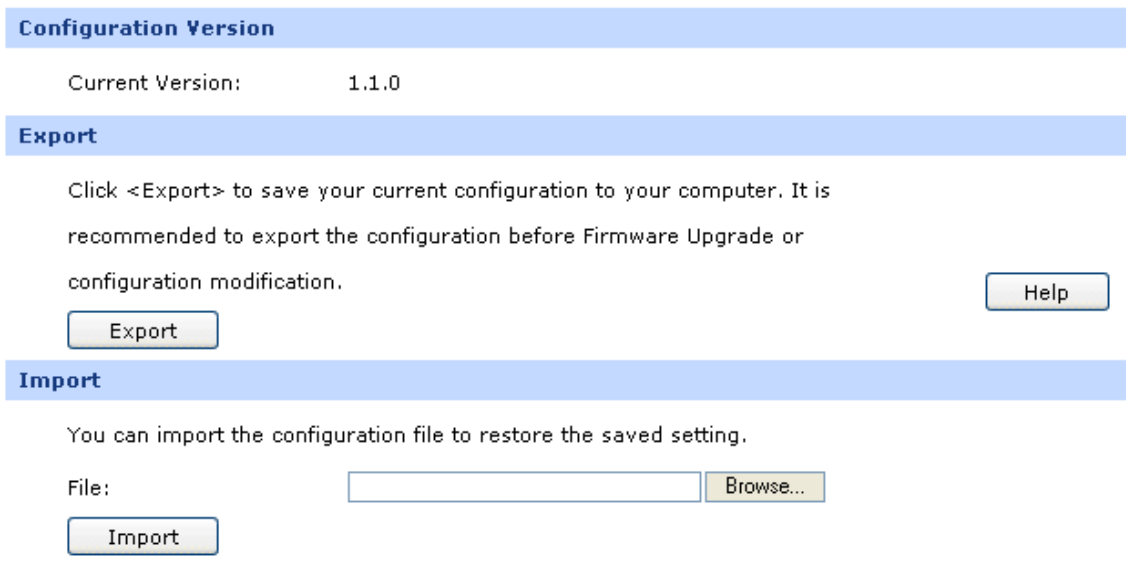 Configuration Version
Current Version: 1.1.0
Export
Click <Export> to save your current configuration to your computer. It is
recommended to export the configuration before Firmware Upgrade or
configuration modification.
Help
Export
Import
You can import the configuration file to restore the saved setting.
File: Browse...
Import